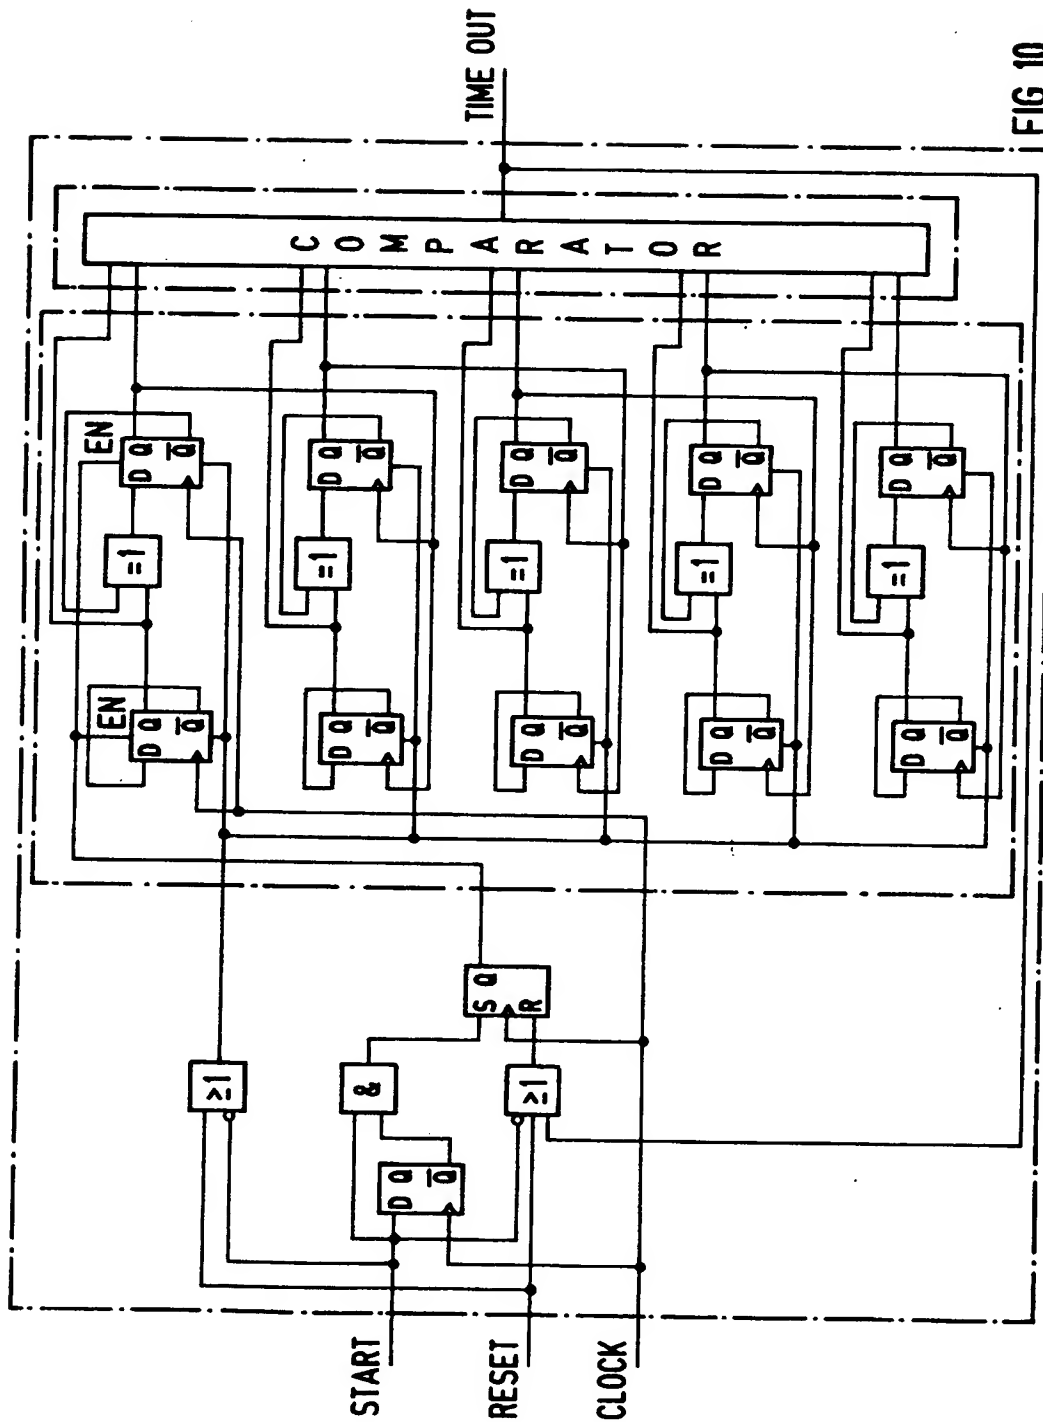 EN
EN
D Q
Q̅
=1
D Q
Q̅
≥1
D Q
Q̅
=1
D Q
Q̅
START
D Q
Q̅
&
S Q
R
D Q
Q̅
=1
D Q
Q̅
COMPARATOR
TIME OUT
RESET
≥1
CLOCK
D Q
Q̅
=1
D Q
Q̅
D Q
Q̅
=1
D Q
Q̅
FIG 10